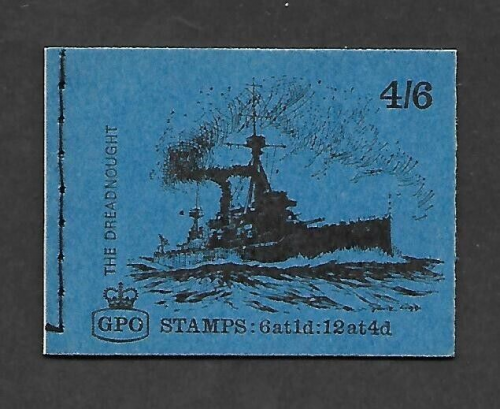 4/6
THE DREADNOUGHT
GPO STAMPS:6at1d:12at4d